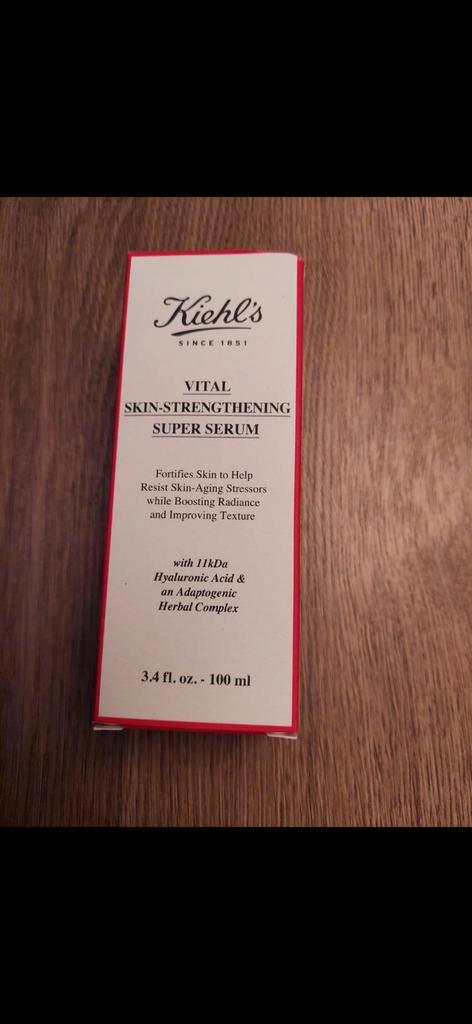 Kiehl's
SINCE 1851
VITAL
SKIN-STRENGTHENING
SUPER SERUM
Fortifies Skin to Help
Resist Skin-Aging Stressors
while Boosting Radiance
and Improving Texture
with 11kDa
Hyaluronic Acid &
an Adaptogenic
Herbal Complex
3.4 fl. oz. - 100 ml